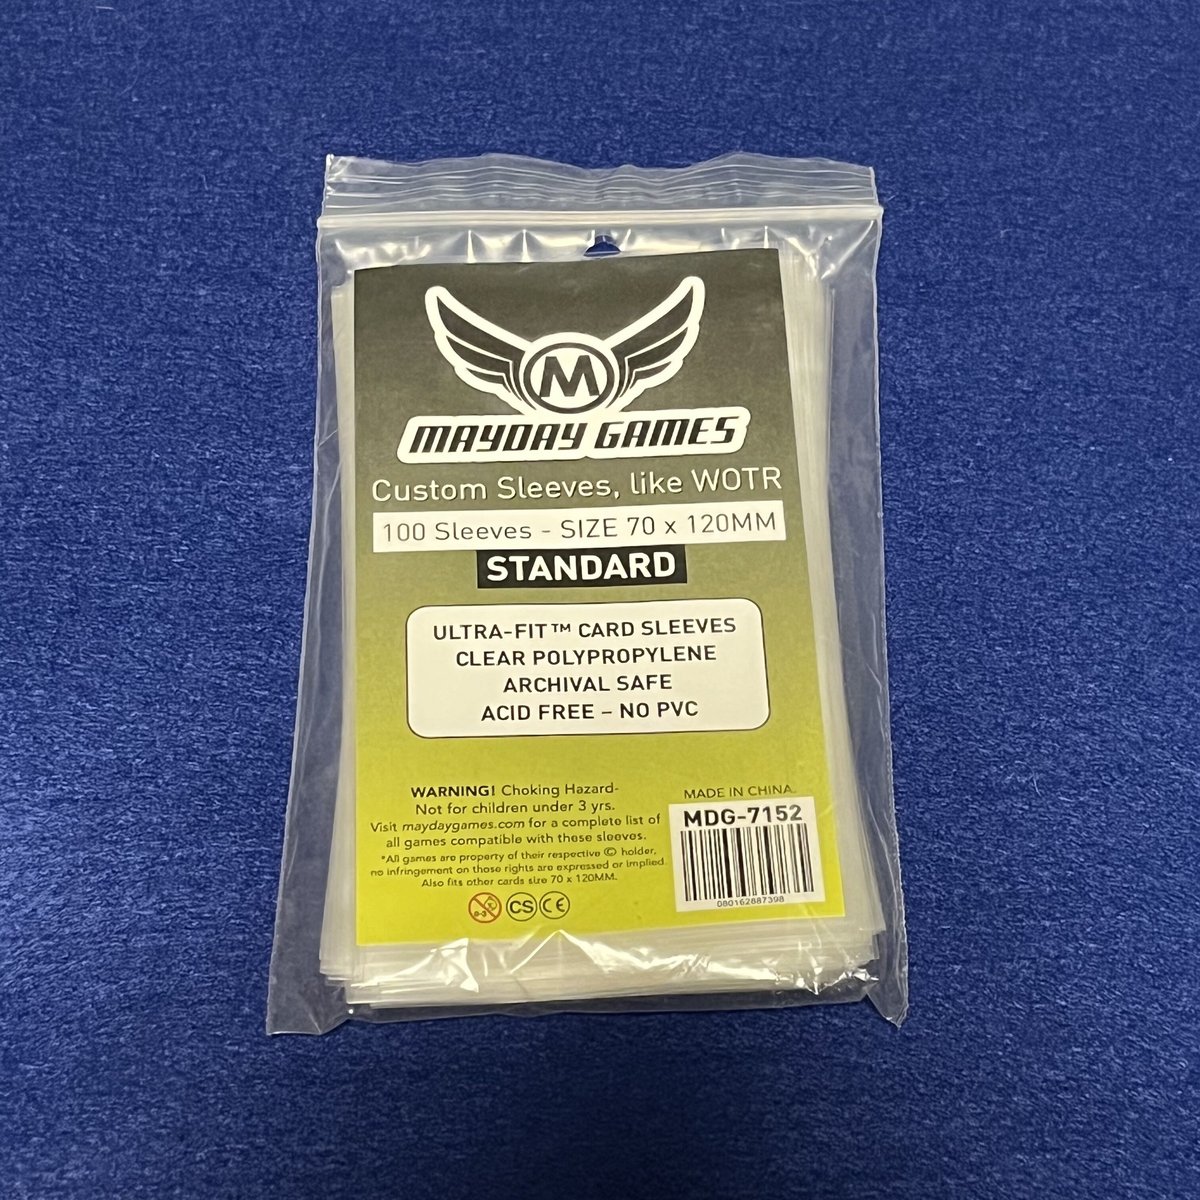 M
MAYDAY GAMES
Custom Sleeves, like WOTR
100 Sleeves - SIZE 70 x 120MM
STANDARD
ULTRA-FIT™ CARD SLEEVES
CLEAR POLYPROPYLENE
ARCHIVAL SAFE
ACID FREE – NO PVC
WARNING! Choking Hazard-
Not for children under 3 yrs.
Visit maydaygames.com for a complete list of
all games compatible with these sleeves.
*All games are property of their respective © holder,
no infringement on those rights are expressed or implied.
Also fits other cards size 70 x 120MM.
0-3 CS CE
MADE IN CHINA.
MDG-7152
080162887398